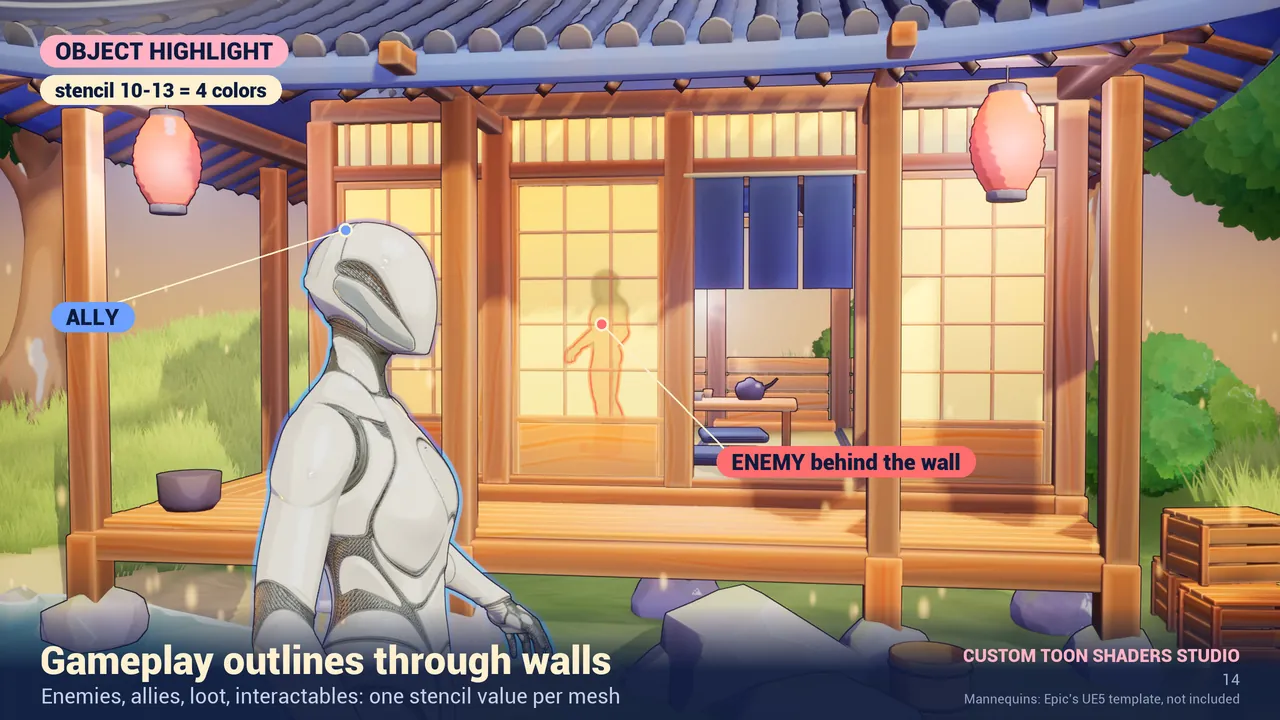 OBJECT HIGHLIGHT
stencil 10-13 = 4 colors
ALLY
ENEMY behind the wall
Gameplay outlines through walls
Enemies, allies, loot, interactables: one stencil value per mesh
CUSTOM TOON SHADERS STUDIO
14
Mannequins: Epic's UE5 template, not included